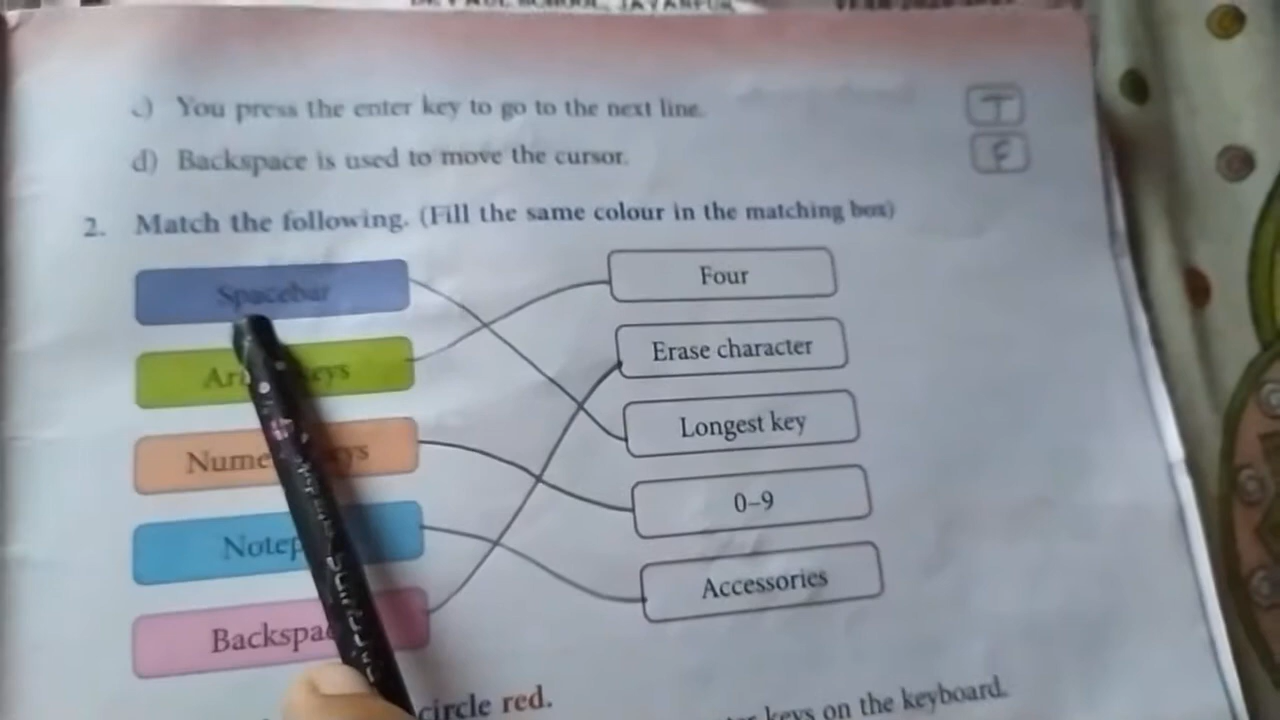 c) You press the enter key to go to the next line. T
d) Backspace is used to move the cursor. F
2. Match the following. (Fill the same colour in the matching box)
Spacebar Four
Erase character
Longest key
0–9
Accessories
circle red.
keys on the keyboard.